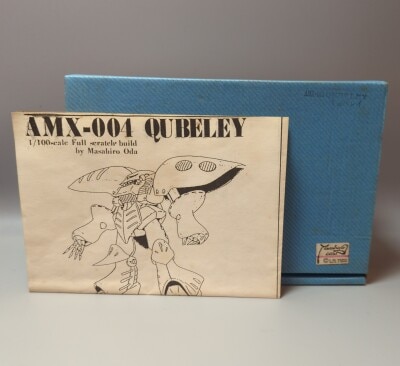 AMX-004 QUBELEY
1/100-scale Full scratch build
by Masahiro Oda